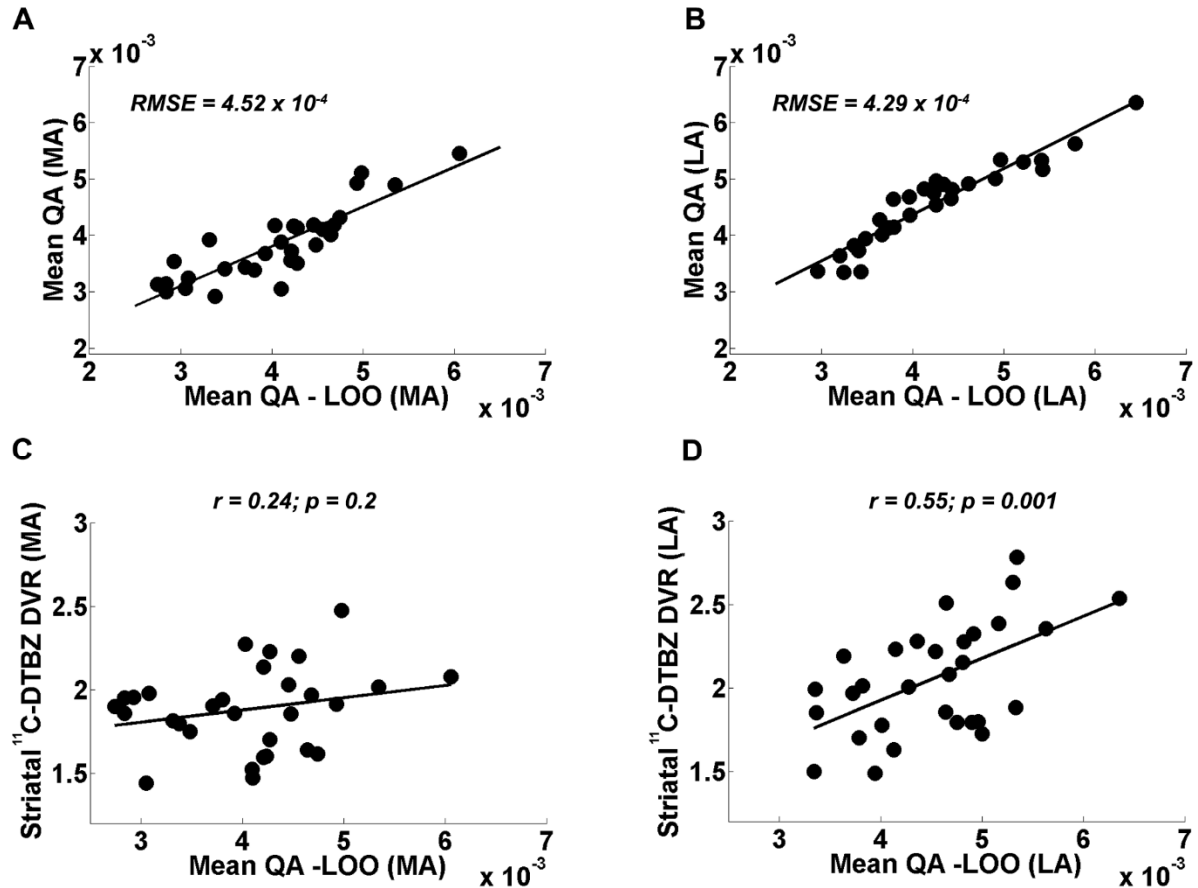 A
x 10⁻³
7
6
5
4
3
2
Mean QA (MA)
RMSE = 4.52 x 10⁻⁴
2 3 4 5 6 7
Mean QA - LOO (MA)
x 10⁻³
B
x 10⁻³
7
6
5
4
3
2
Mean QA (LA)
RMSE = 4.29 x 10⁻⁴
2 3 4 5 6 7
Mean QA - LOO (LA)
x 10⁻³
C
r = 0.24; p = 0.2
3
2.5
2
1.5
Striatal ¹¹C-DTBZ DVR (MA)
3 4 5 6 7
Mean QA -LOO (MA)
x 10⁻³
D
r = 0.55; p = 0.001
3
2.5
2
1.5
Striatal ¹¹C-DTBZ DVR (LA)
3 4 5 6 7
Mean QA -LOO (LA)
x 10⁻³